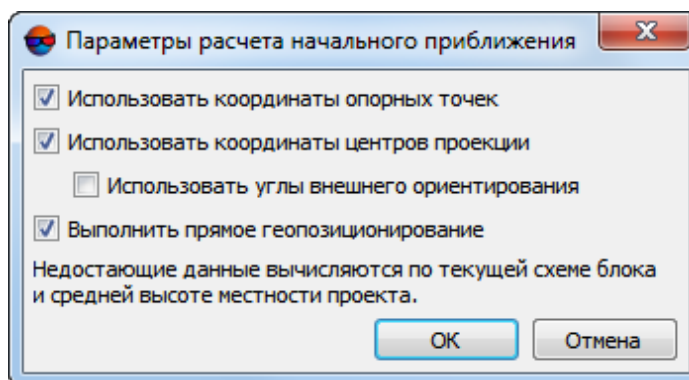 Параметры расчета начального приближения
Использовать координаты опорных точек
Использовать координаты центров проекции
Использовать углы внешнего ориентирования
Выполнить прямое геопозиционирование
Недостающие данные вычисляются по текущей схеме блока
и средней высоте местности проекта.
ОК
Отмена